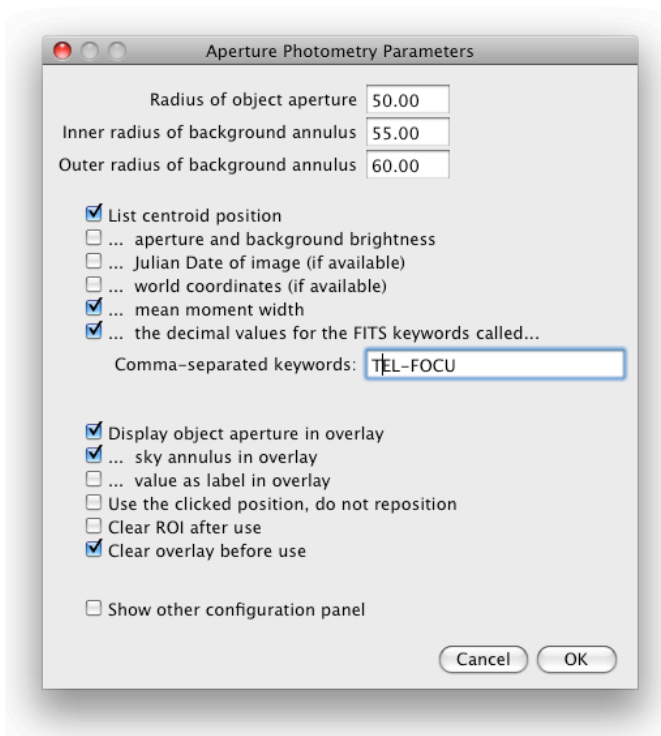 Aperture Photometry Parameters
Radius of object aperture 50.00
Inner radius of background annulus 55.00
Outer radius of background annulus 60.00
List centroid position
... aperture and background brightness
... Julian Date of image (if available)
... world coordinates (if available)
... mean moment width
... the decimal values for the FITS keywords called...
Comma-separated keywords: TEL-FOCU
Display object aperture in overlay
... sky annulus in overlay
... value as label in overlay
Use the clicked position, do not reposition
Clear ROI after use
Clear overlay before use
Show other configuration panel
Cancel OK